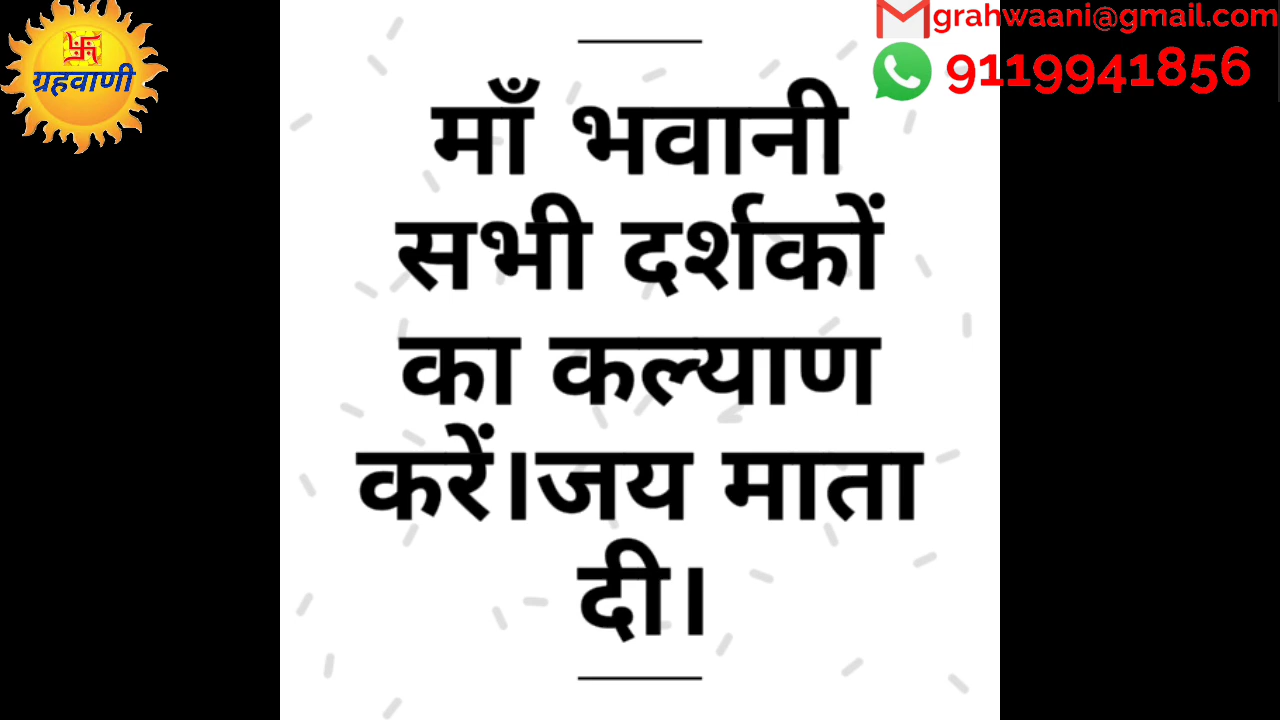 ग्रहवाणी
grahwaani@gmail.com
9119941856
माँ भवानी
सभी दर्शकों
का कल्याण
करें।जय माता
दी।